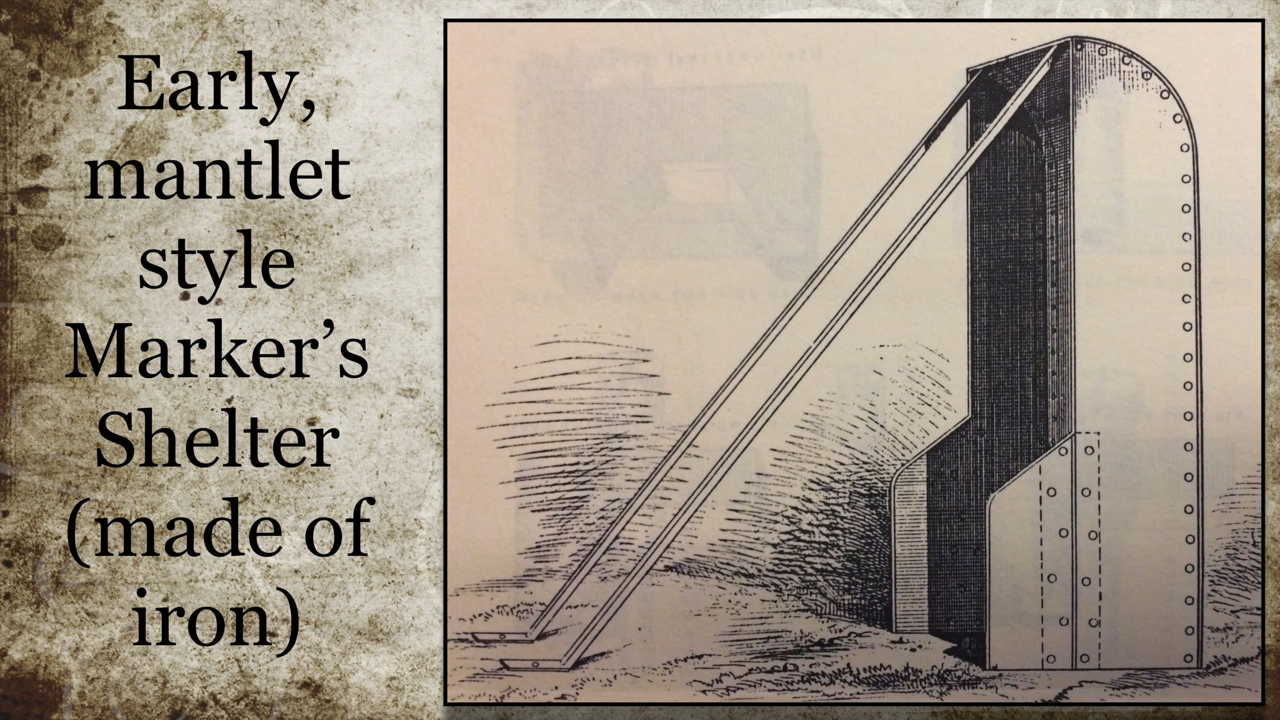 Early,
mantlet
style
Marker’s
Shelter
(made of
iron)